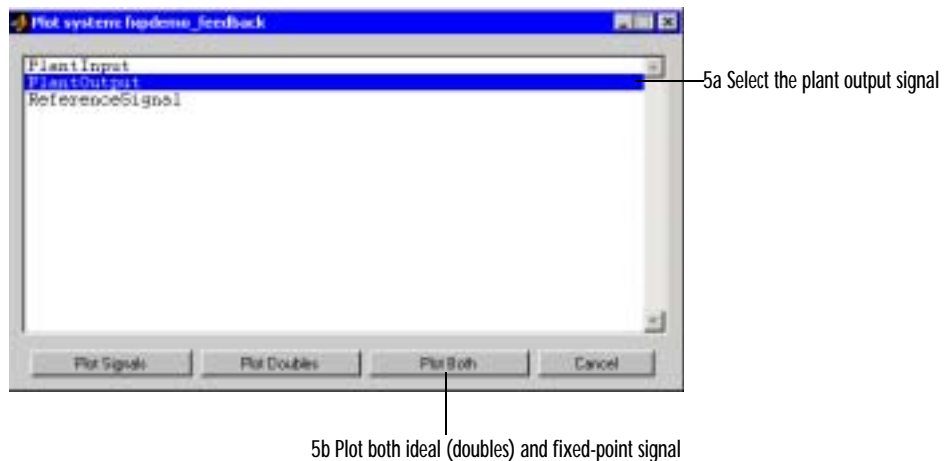 Plot system: fxpdemo_feedback
PlantInput
PlantOutput
ReferenceSignal
5a Select the plant output signal
Plot Signals Plot Doubles Plot Both Cancel
5b Plot both ideal (doubles) and fixed-point signal